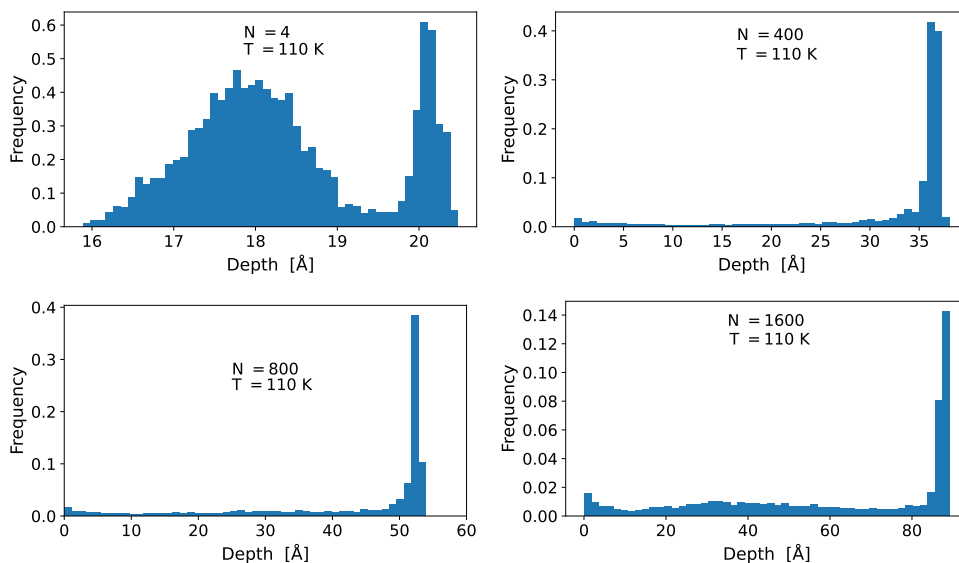 0.6
0.5
0.4
0.3
0.2
0.1
0.0
Frequency
N = 4
T = 110 K
16 17 18 19 20
Depth [Å]
0.4
0.2
0.0
Frequency
N = 400
T = 110 K
0 5 10 15 20 25 30 35
Depth [Å]
0.4
0.3
0.2
0.1
0.0
Frequency
N = 800
T = 110 K
0 10 20 30 40 50 60
Depth [Å]
0.14
0.12
0.10
0.08
0.06
0.04
0.02
0.00
Frequency
N = 1600
T = 110 K
0 20 40 60 80
Depth [Å]